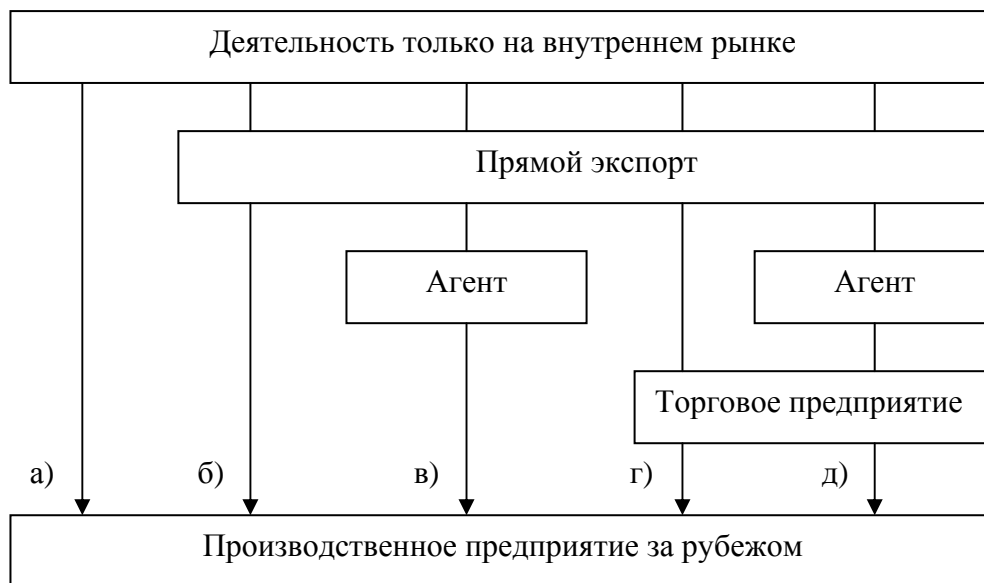 Деятельность только на внутреннем рынке
Прямой экспорт
Агент
Агент
Торговое предприятие
а)
б)
в)
г)
д)
Производственное предприятие за рубежом